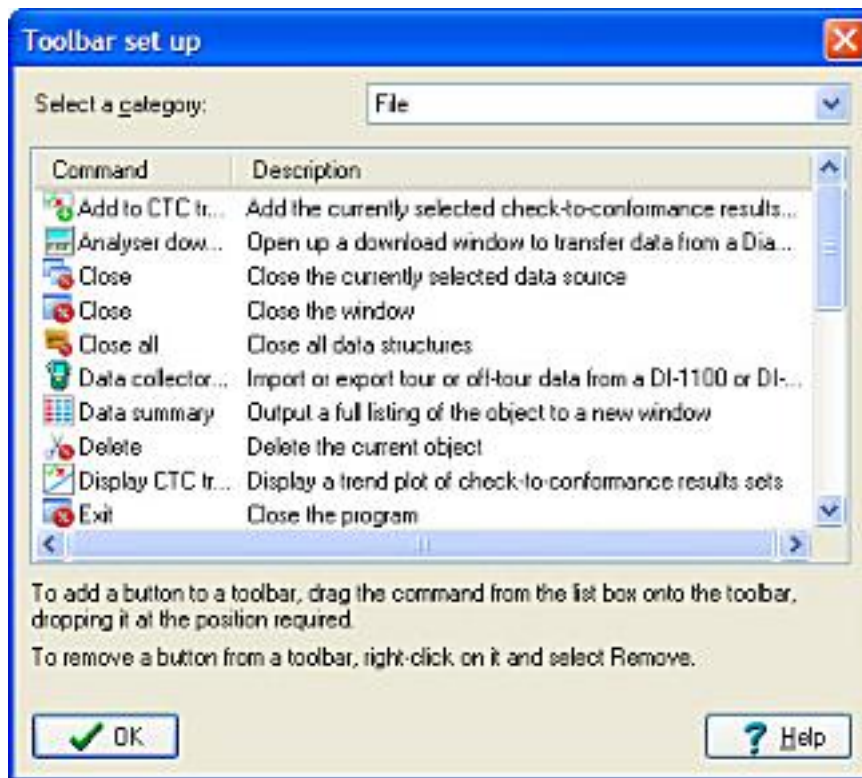 Toolbar set up
Select a category: File
Command Description
Add to CTC tr... Add the currently selected check-to-conformance results...
Analyser dow... Open up a download window to transfer data from a Dia...
Close Close the currently selected data source
Close Close the window
Close all Close all data structures
Data collector... Import or export tour or off-tour data from a DI-1100 or DI-...
Data summary Output a full listing of the object to a new window
Delete Delete the current object
Display CTC tr... Display a trend plot of check-to-conformance results sets
Exit Close the program
To add a button to a toolbar, drag the command from the list box onto the toolbar,
dropping it at the position required.
To remove a button from a toolbar, right-click on it and select Remove.
OK Help